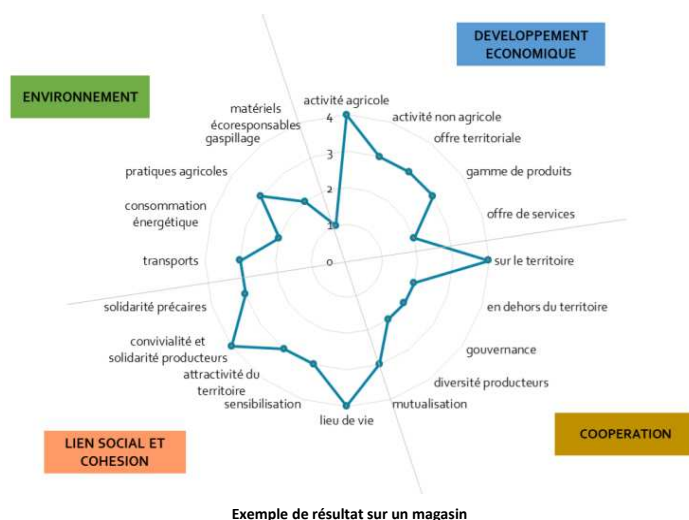 DEVELOPPEMENT
ECONOMIQUE
ENVIRONNEMENT
matériels
écoresponsables
gaspillage
activité agricole
activité non agricole
offre territoriale
pratiques agricoles
gamme de produits
consommation
énergétique
offre de services
transports
sur le territoire
solidarité précaires
en dehors du territoire
convivialité et
solidarité producteurs
gouvernance
attractivité du
territoire
diversité producteurs
sensibilisation
mutualisation
lieu de vie
4
3
2
1
0
LIEN SOCIAL ET
COHESION
COOPERATION
Exemple de résultat sur un magasin